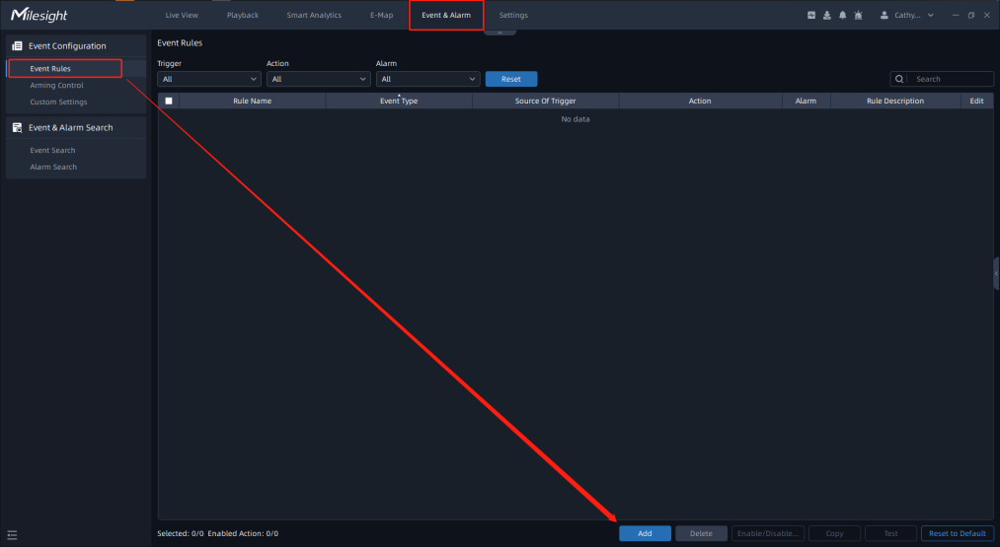 Milesight Live View Playback Smart Analytics E-Map Event & Alarm Settings Cathy...
Event Configuration
Event Rules
Arming Control
Custom Settings
Event & Alarm Search
Event Search
Alarm Search
Event Rules
Trigger Action Alarm
All All All Reset Search
Rule Name Event Type Source Of Trigger Action Alarm Rule Description Edit
No data
Selected: 0/0 Enabled Action: 0/0 Add Delete Enable/Disable... Copy Test Reset to Default